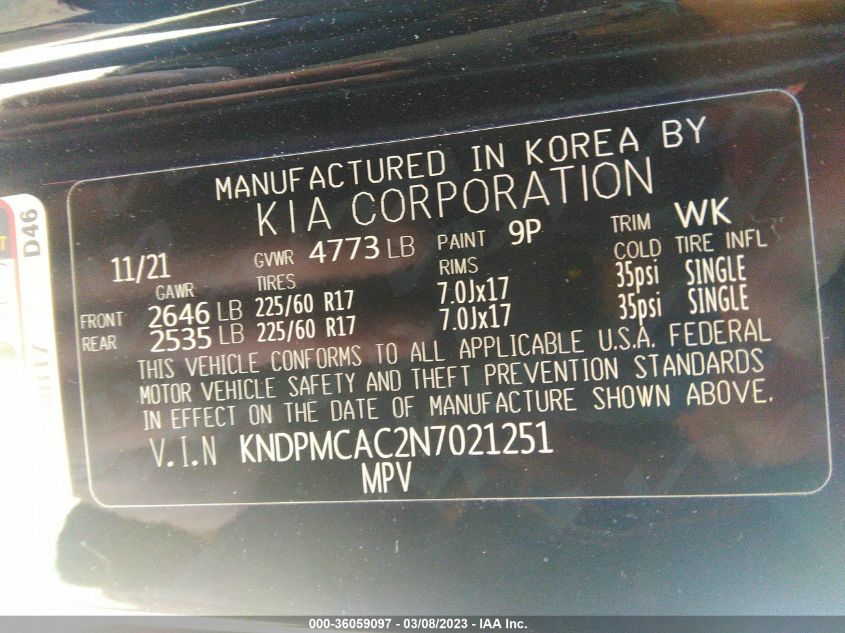 MANUFACTURED IN KOREA BY
KIA CORPORATION
11/21 GVWR 4773 LB PAINT 9P TRIM WK
GAWR TIRES RIMS COLD TIRE INFL
FRONT 2646 LB 225/60 R17 7.0Jx17 35psi SINGLE
REAR 2535 LB 225/60 R17 7.0Jx17 35psi SINGLE
THIS VEHICLE CONFORMS TO ALL APPLICABLE U.S.A. FEDERAL
MOTOR VEHICLE SAFETY AND THEFT PREVENTION STANDARDS
IN EFFECT ON THE DATE OF MANUFACTURE SHOWN ABOVE.
V.I.N KNDPMCAC2N7021251
MPV
D46
000-36059097 - 03/08/2023 - IAA Inc.